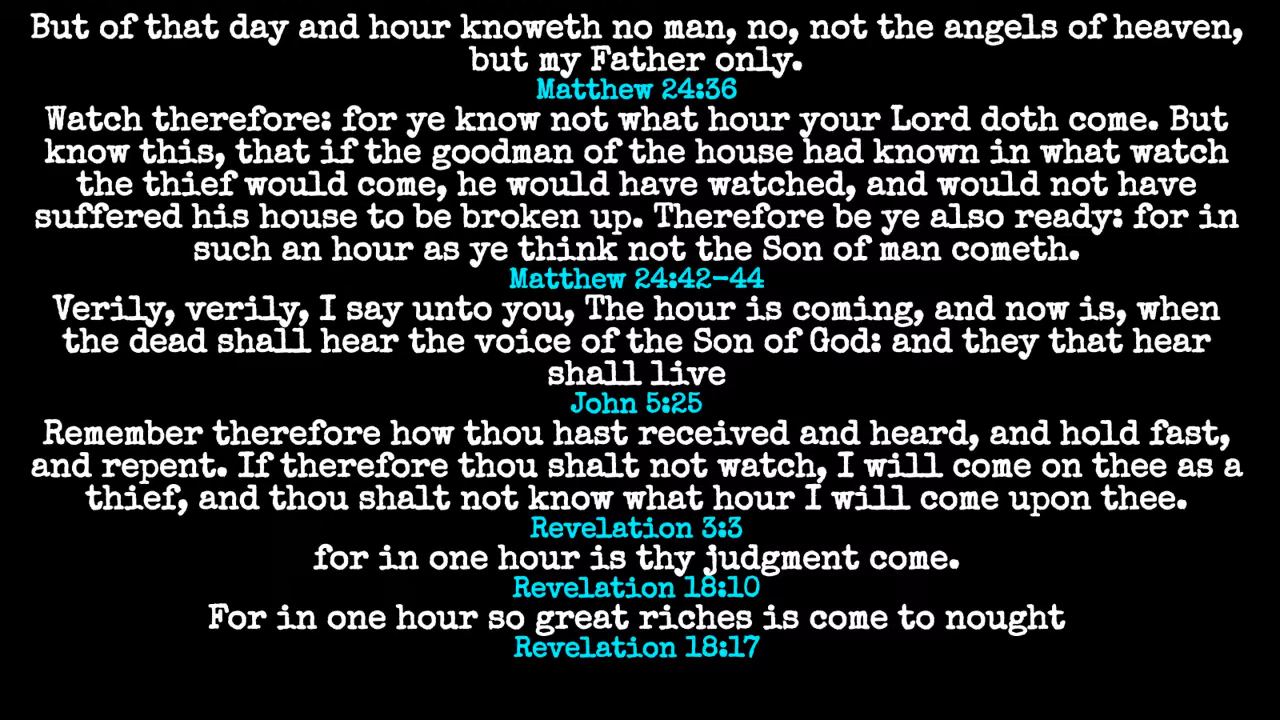 But of that day and hour knoweth no man, no, not the angels of heaven,
but my Father only.
Matthew 24:36
Watch therefore: for ye know not what hour your Lord doth come. But
know this, that if the goodman of the house had known in what watch
the thief would come, he would have watched, and would not have
suffered his house to be broken up. Therefore be ye also ready: for in
such an hour as ye think not the Son of man cometh.
Matthew 24:42-44
Verily, verily, I say unto you, The hour is coming, and now is, when
the dead shall hear the voice of the Son of God: and they that hear
shall live
John 5:25
Remember therefore how thou hast received and heard, and hold fast,
and repent. If therefore thou shalt not watch, I will come on thee as a
thief, and thou shalt not know what hour I will come upon thee.
Revelation 3:3
for in one hour is thy judgment come.
Revelation 18:10
For in one hour so great riches is come to nought
Revelation 18:17